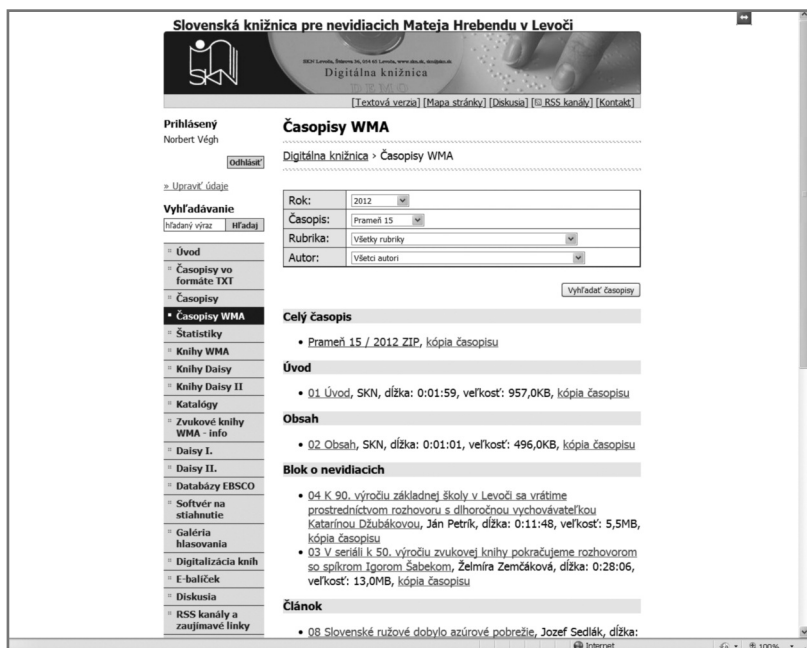 Slovenská knižnica pre nevidiacich Mateja Hrebendu v Levoči
SKN
Digitálna knižnica
DEMO
[Textová verzia] [Mapa stránky] [Diskusia] [RSS kanály] [Kontakt]
Prihlásený
Norbert Végh
Odhlásiť
» Upraviť údaje
Vyhľadávanie
hľadaný výraz Hľadaj
Úvod
Časopisy vo
formáte TXT
Časopisy
Časopisy WMA
Štatistiky
Knihy WMA
Knihy Daisy
Knihy Daisy II
Katalógy
Zvukové knihy
WMA - info
Daisy I.
Daisy II.
Databázy EBSCO
Softvér na
stiahnutie
Galéria
hlasovania
Digitalizácia kníh
E-balíček
Diskusia
RSS kanály a
zaujímavé linky
Časopisy WMA
Digitálna knižnica › Časopisy WMA
Rok: 2012
Časopis: Prameň 15
Rubrika: Všetky rubriky
Autor: Všetci autori
Vyhľadať časopisy
Celý časopis
• Prameň 15 / 2012 ZIP, kópia časopisu
Úvod
• 01 Úvod, SKN, dĺžka: 0:01:59, veľkosť: 957,0KB, kópia časopisu
Obsah
• 02 Obsah, SKN, dĺžka: 0:01:01, veľkosť: 496,0KB, kópia časopisu
Blok o nevidiacich
• 04 K 90. výročiu základnej školy v Levoči sa vrátime
prostredníctvom rozhovoru s dlhoročnou vychovávateľkou
Katarínou Džubákovou, Ján Petrík, dĺžka: 0:11:48, veľkosť: 5,5MB,
kópia časopisu
• 03 V seriáli k 50. výročiu zvukovej knihy pokračujeme rozhovorom
so spíkrom Igorom Šabekom, Želmíra Zemčáková, dĺžka: 0:28:06,
veľkosť: 13,0MB, kópia časopisu
Článok
• 08 Slovenské ružové dobylo azúrové pobrežie, Jozef Sedlák, dĺžka:
Internet
100%